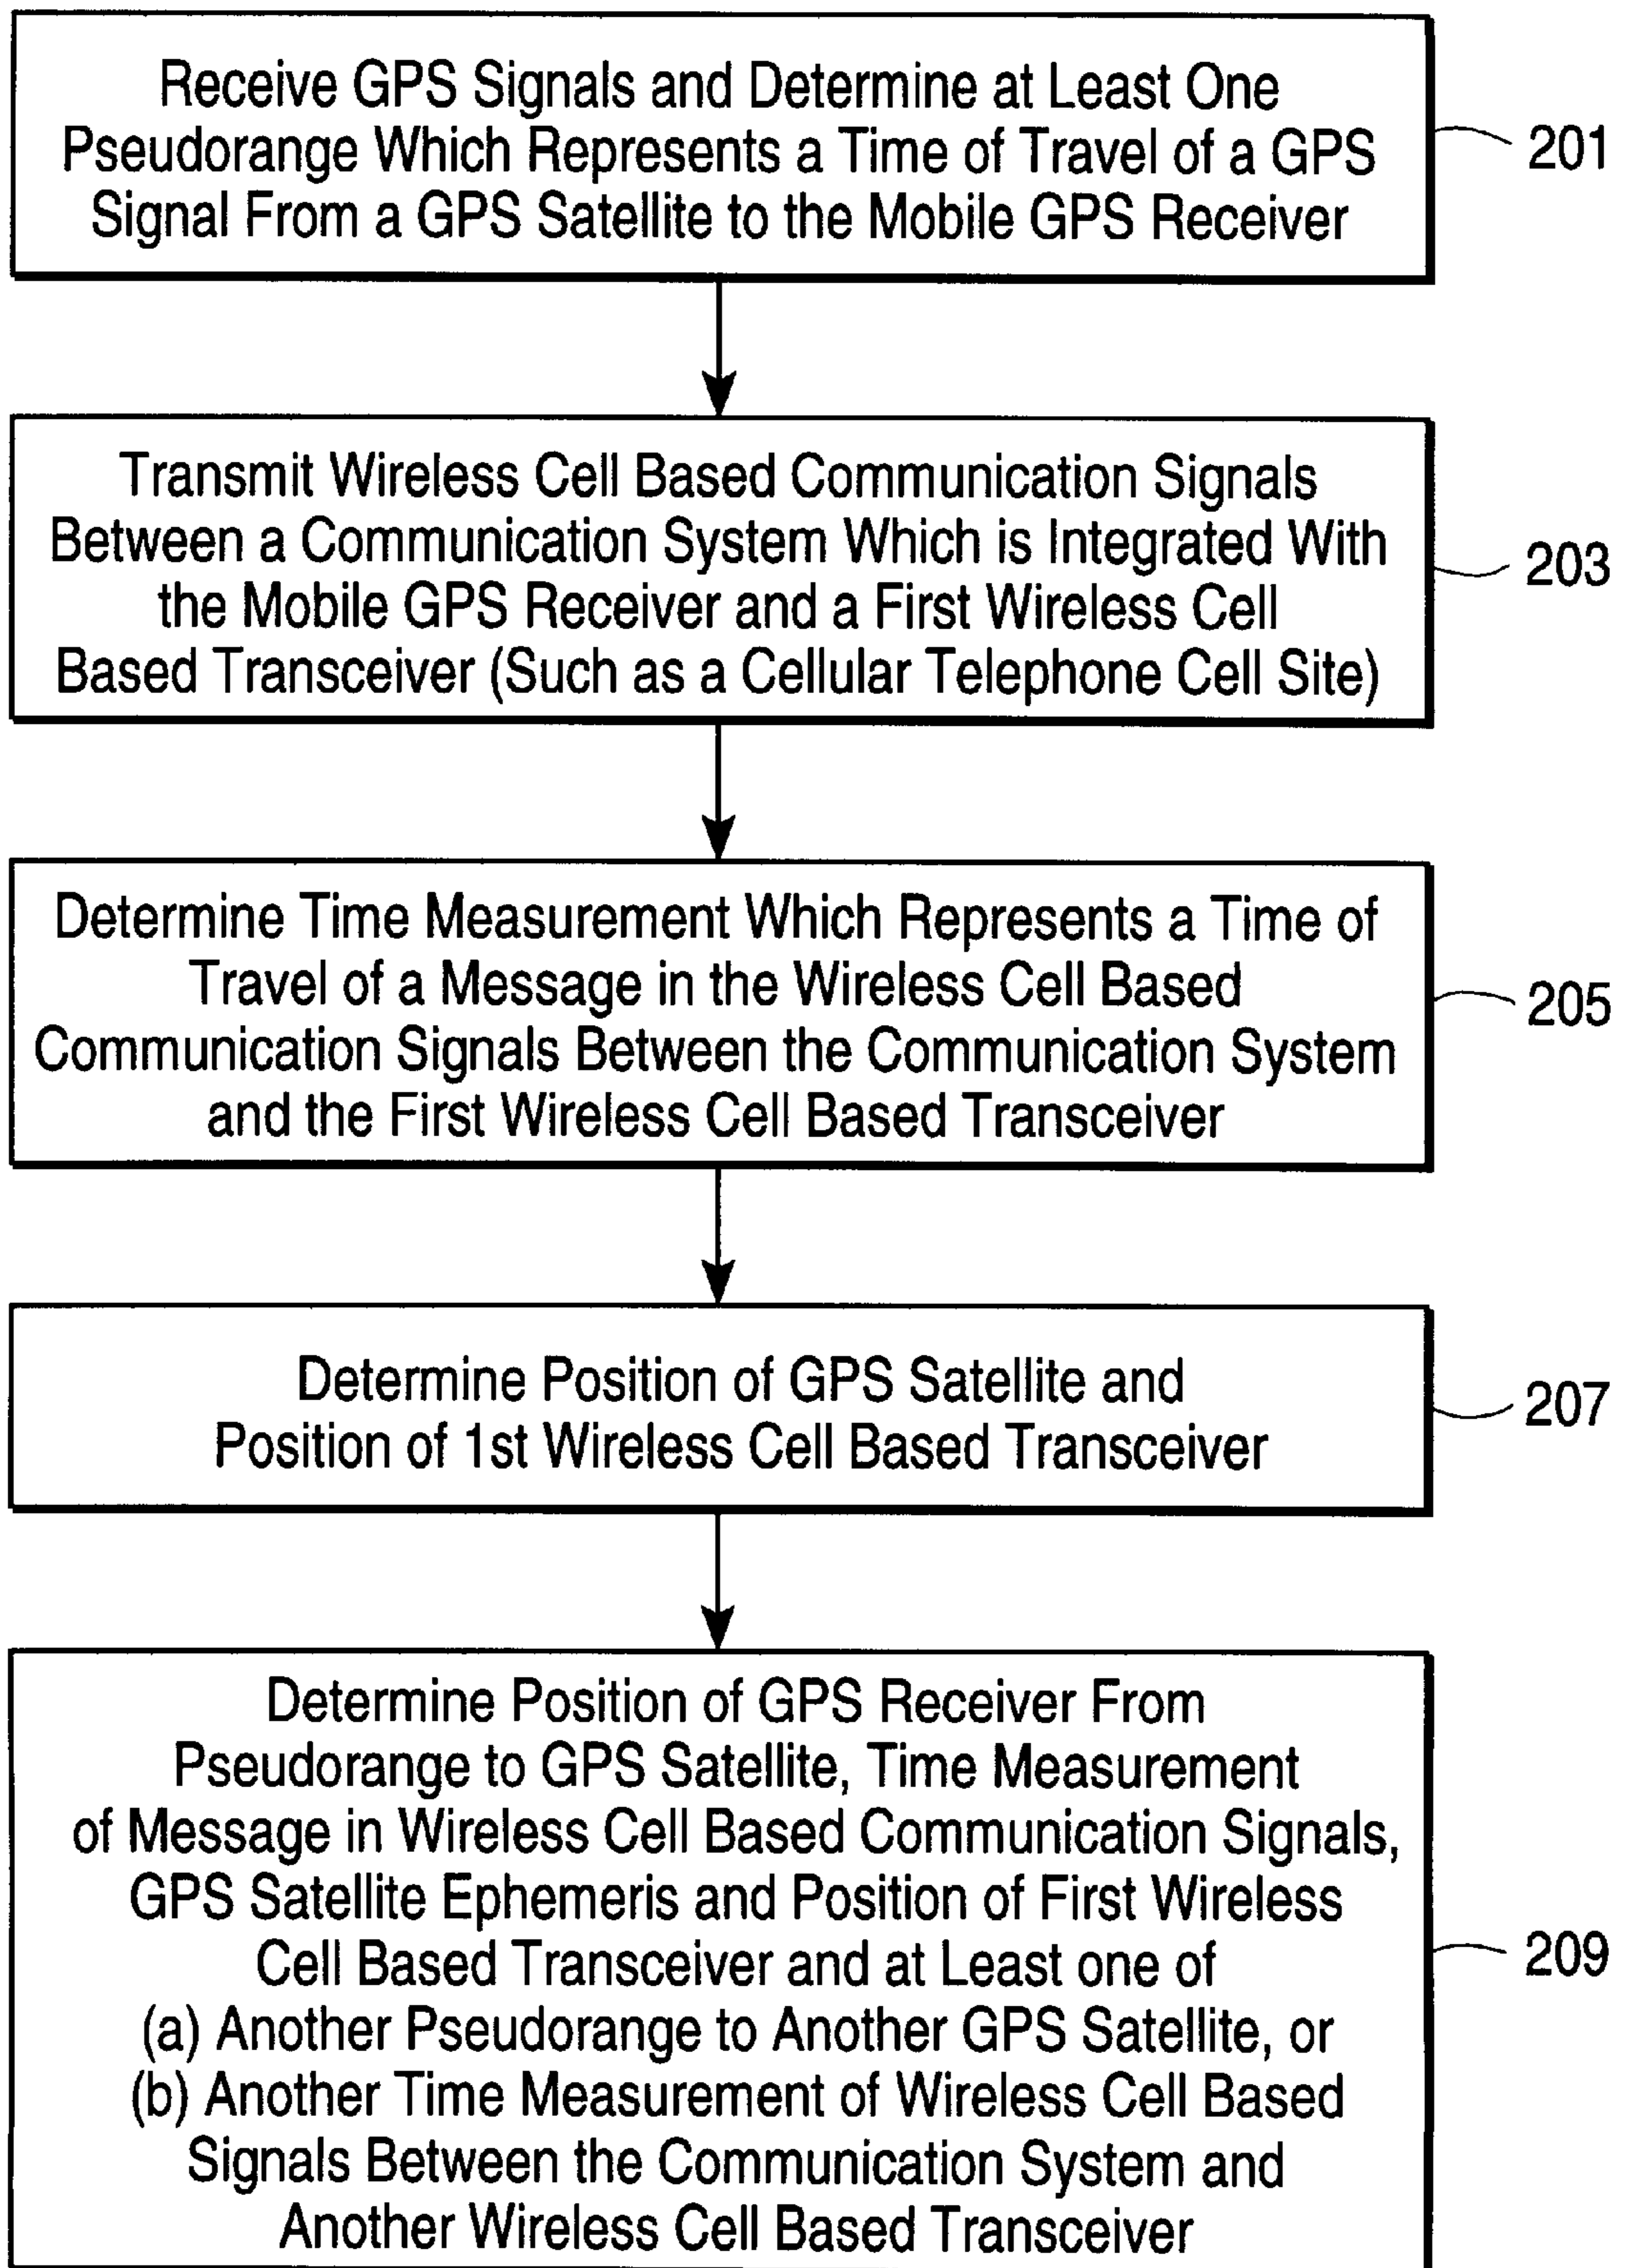 Receive GPS Signals and Determine at Least One
Pseudorange Which Represents a Time of Travel of a GPS
Signal From a GPS Satellite to the Mobile GPS Receiver
201
Transmit Wireless Cell Based Communication Signals
Between a Communication System Which is Integrated With
the Mobile GPS Receiver and a First Wireless Cell
Based Transceiver (Such as a Cellular Telephone Cell Site)
203
Determine Time Measurement Which Represents a Time of
Travel of a Message in the Wireless Cell Based
Communication Signals Between the Communication System
and the First Wireless Cell Based Transceiver
205
Determine Position of GPS Satellite and
Position of 1st Wireless Cell Based Transceiver
207
Determine Position of GPS Receiver From
Pseudorange to GPS Satellite, Time Measurement
of Message in Wireless Cell Based Communication Signals,
GPS Satellite Ephemeris and Position of First Wireless
Cell Based Transceiver and at Least one of
(a) Another Pseudorange to Another GPS Satellite, or
(b) Another Time Measurement of Wireless Cell Based
Signals Between the Communication System and
Another Wireless Cell Based Transceiver
209